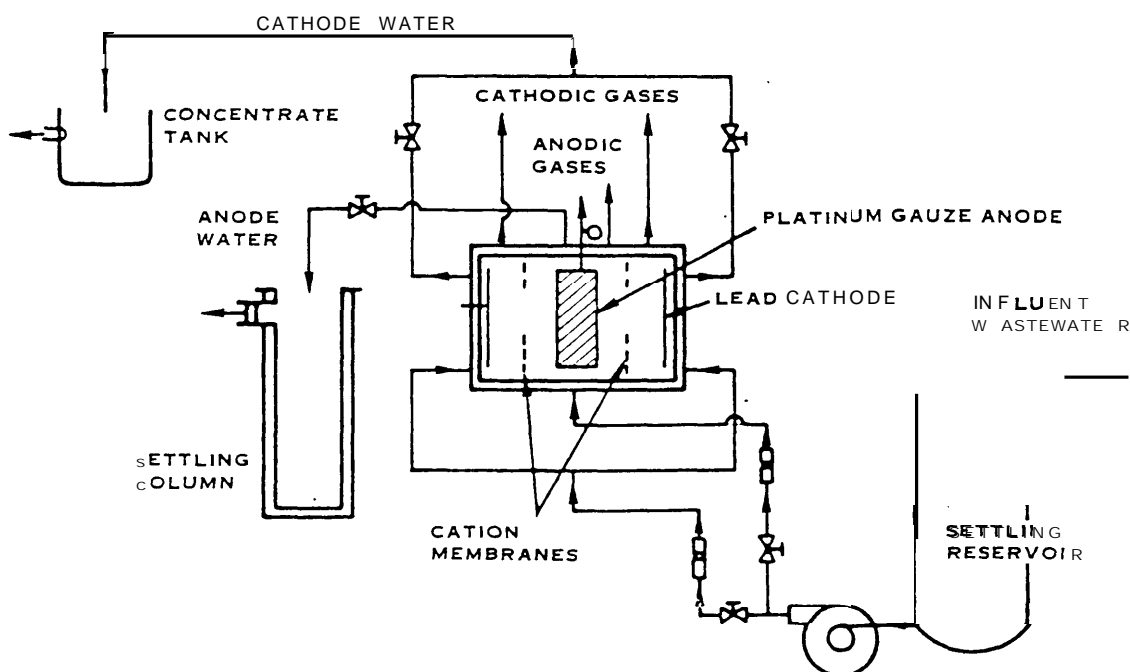 CATHODE WATER
CATHODIC GASES
CONCENTRATE
TANK
ANODIC
GASES
ANODE
WATER
PLATINUM GAUZE ANODE
LEAD CATHODE
INFLUENT
WASTEWATER
SETTLING
COLUMN
CATION
MEMBRANES
SETTLING
RESERVOIR